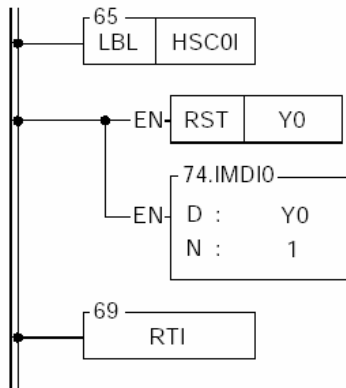 65
LBL HSC0I
EN RST Y0
74.IMDI0
EN D : Y0
N : 1
69
RTI